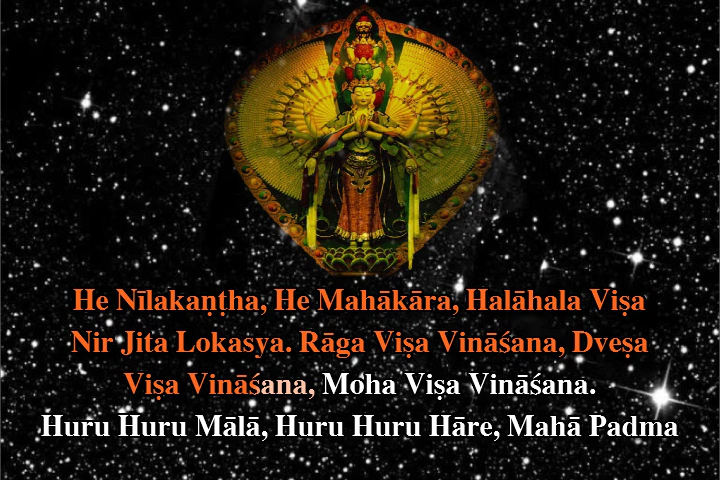 He Nīlakaṇṭha, He Mahākāra, Halāhala Viṣa
Nir Jita Lokasya. Rāga Viṣa Vināśana, Dveṣa
Viṣa Vināśana, Moha Viṣa Vināśana.
Huru Huru Mālā, Huru Huru Hāre, Mahā Padma